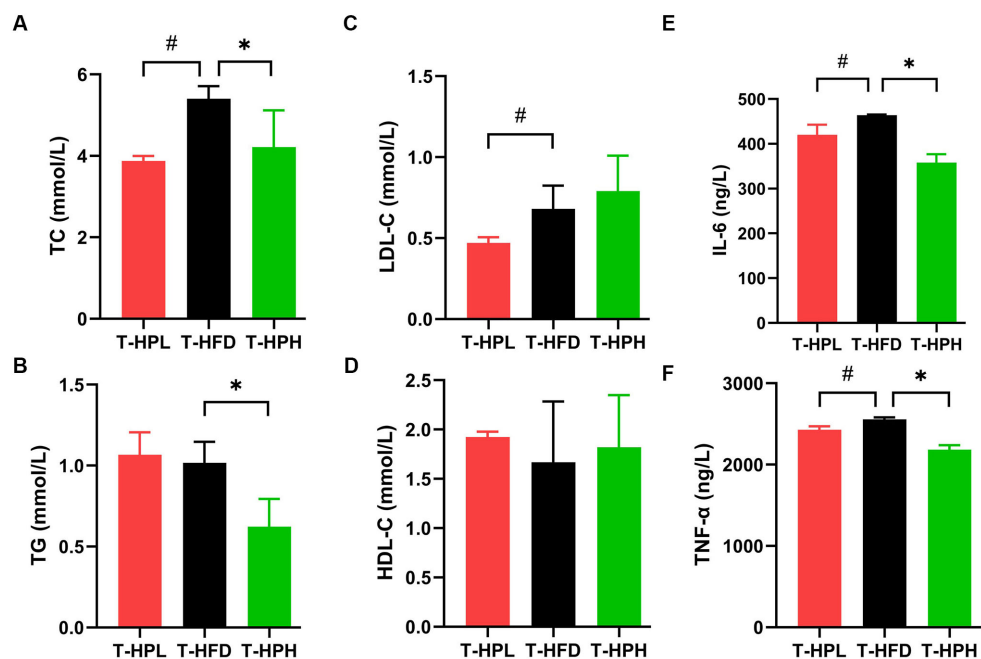 A
# *
TC (mmol/L)
6
4
2
0
T-HPL T-HFD T-HPH
B
*
TG (mmol/L)
1.5
1.0
0.5
0.0
T-HPL T-HFD T-HPH
C
#
LDL-C (mmol/L)
1.5
1.0
0.5
0.0
T-HPL T-HFD T-HPH
D
HDL-C (mmol/L)
2.5
2.0
1.5
1.0
0.5
0.0
T-HPL T-HFD T-HPH
E
# *
IL-6 (ng/L)
500
400
300
200
100
0
T-HPL T-HFD T-HPH
F
# *
TNF-α (ng/L)
3000
2000
1000
0
T-HPL T-HFD T-HPH